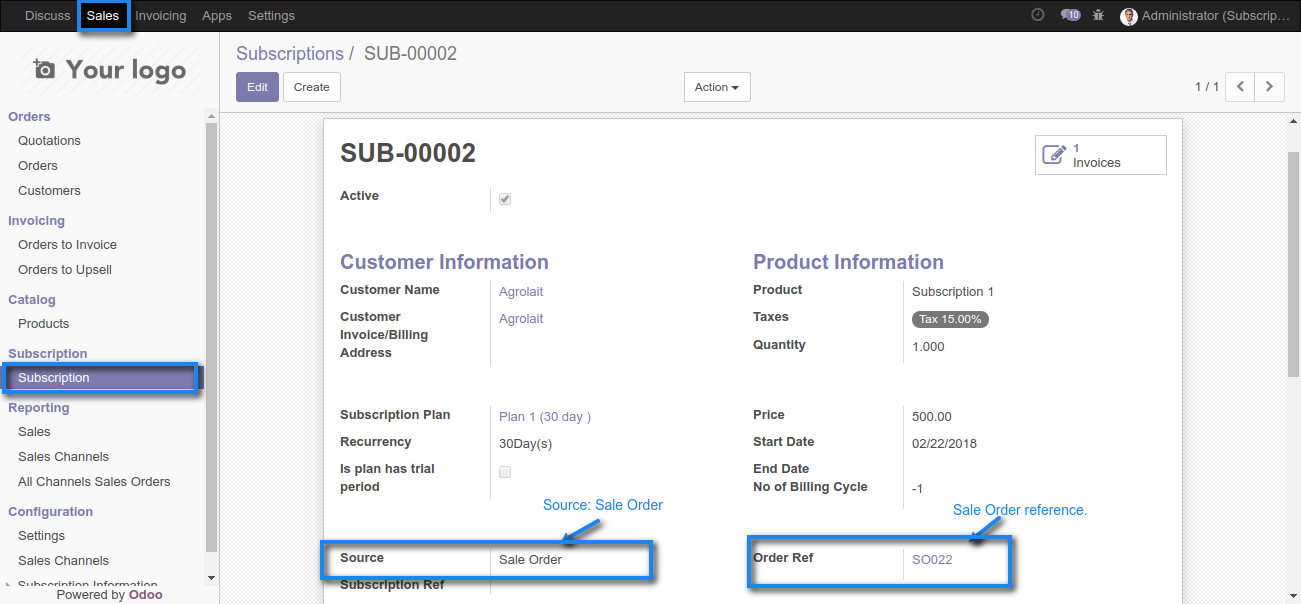 Discuss Sales Invoicing Apps Settings 10 Administrator (Subscrip...
Your logo
Subscriptions / SUB-00002
Edit Create Action 1 / 1
Orders
Quotations
Orders
Customers
Invoicing
Orders to Invoice
Orders to Upsell
Catalog
Products
Subscription
Subscription
Reporting
Sales
Sales Channels
All Channels Sales Orders
Configuration
Settings
Sales Channels
Subscription Information
Powered by Odoo
SUB-00002
1
Invoices
Active
Customer Information
Customer Name Agrolait
Customer Agrolait
Invoice/Billing
Address
Product Information
Product Subscription 1
Taxes Tax 15.00%
Quantity 1.000
Subscription Plan Plan 1 (30 day )
Recurrency 30Day(s)
Is plan has trial
period
Price 500.00
Start Date 02/22/2018
End Date
No of Billing Cycle -1
Source: Sale Order
Sale Order reference.
Source Sale Order
Order Ref SO022
Subscription Ref